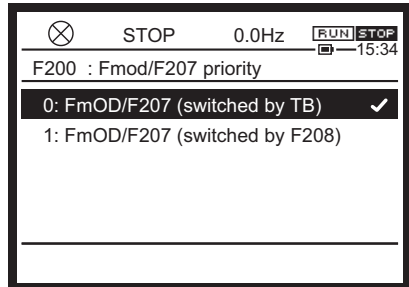 STOP 0.0Hz RUN STOP
15:34
F200 : Fmod/F207 priority
0: FmOD/F207 (switched by TB)
1: FmOD/F207 (switched by F208)